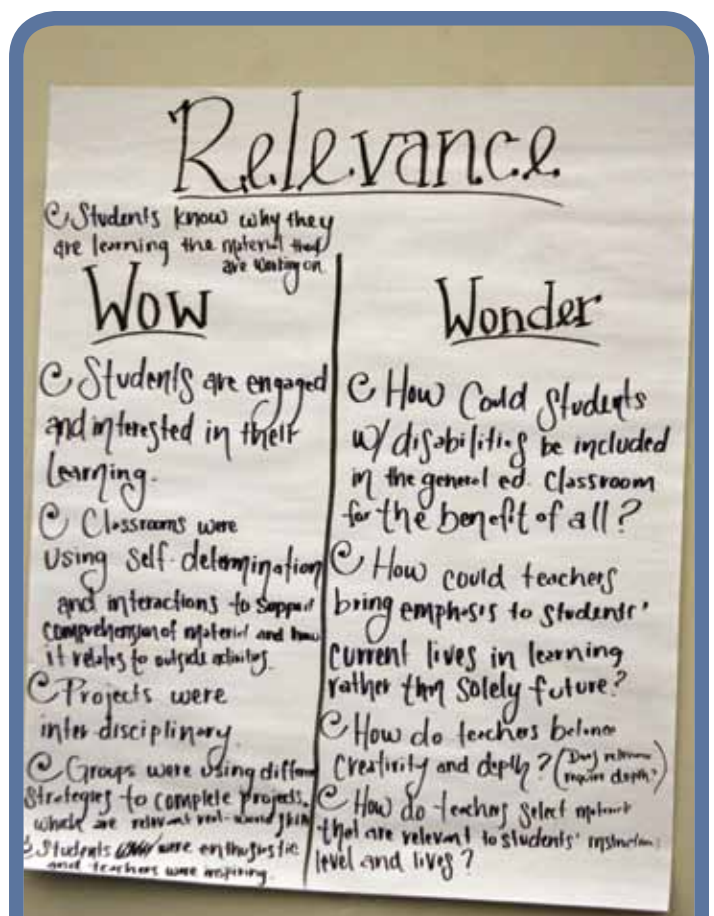 Relevance
Students know why they
are learning the material they
are working on.
Wow
Students are engaged
and interested in their
learning.
Classrooms were
using self-determination
and interactions to support
comprehension of material and how
it relates to outside activities.
Projects were
inter-disciplinary.
Groups were using
strategies to complete projects,
which are relevant real-world skills
Students were enthusiastic
and teachers were inspiring.
Wonder
How could students
w/ disabilities be included
in the general ed. classroom
for the benefit of all?
How could teachers
bring emphasis to students'
current lives in learning
rather than solely future?
How do teachers balance
creativity and depth? (Does relevance
require depth?)
How do teachers select
that are relevant to students'
level and lives?